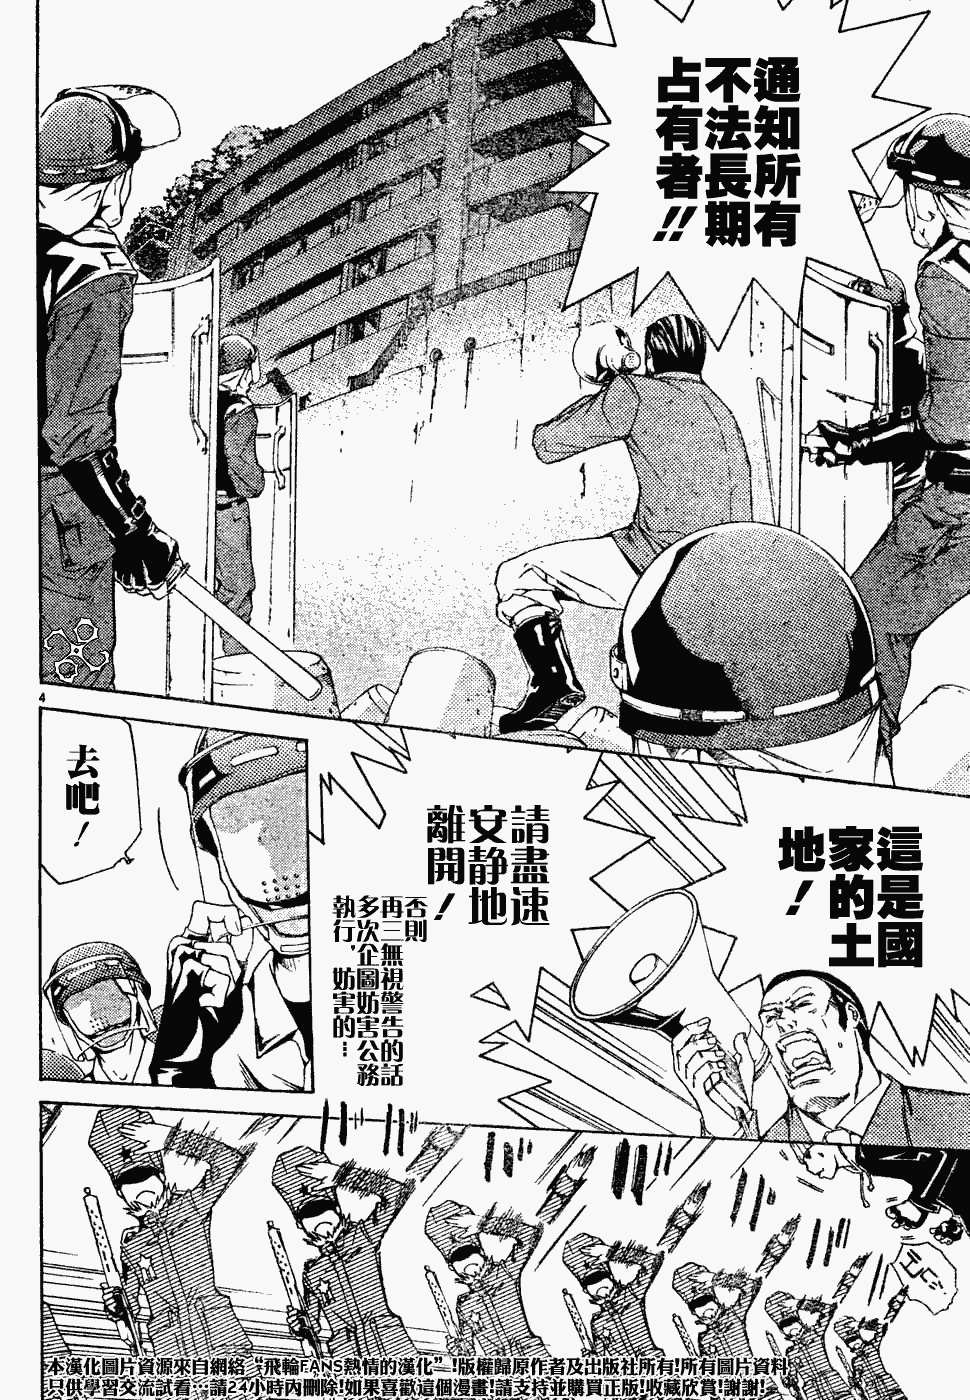 通知所有
不法長期
占有者!!
4
這是國
家的土
地!
請盡速
安静地
離開!
否則
再三無視警告的話
多次企圖妨害公務
執行,妨害的…
去吧!
本漢化圖片資源來自網絡“飛輪FANS熱情的漢化”!版權歸原作者及出版社所有!所有圖片資料
只供學習交流試看…請24小時內刪除!如果喜歡這個漫畫!請支持並購買正版!收藏欣賞!謝謝!